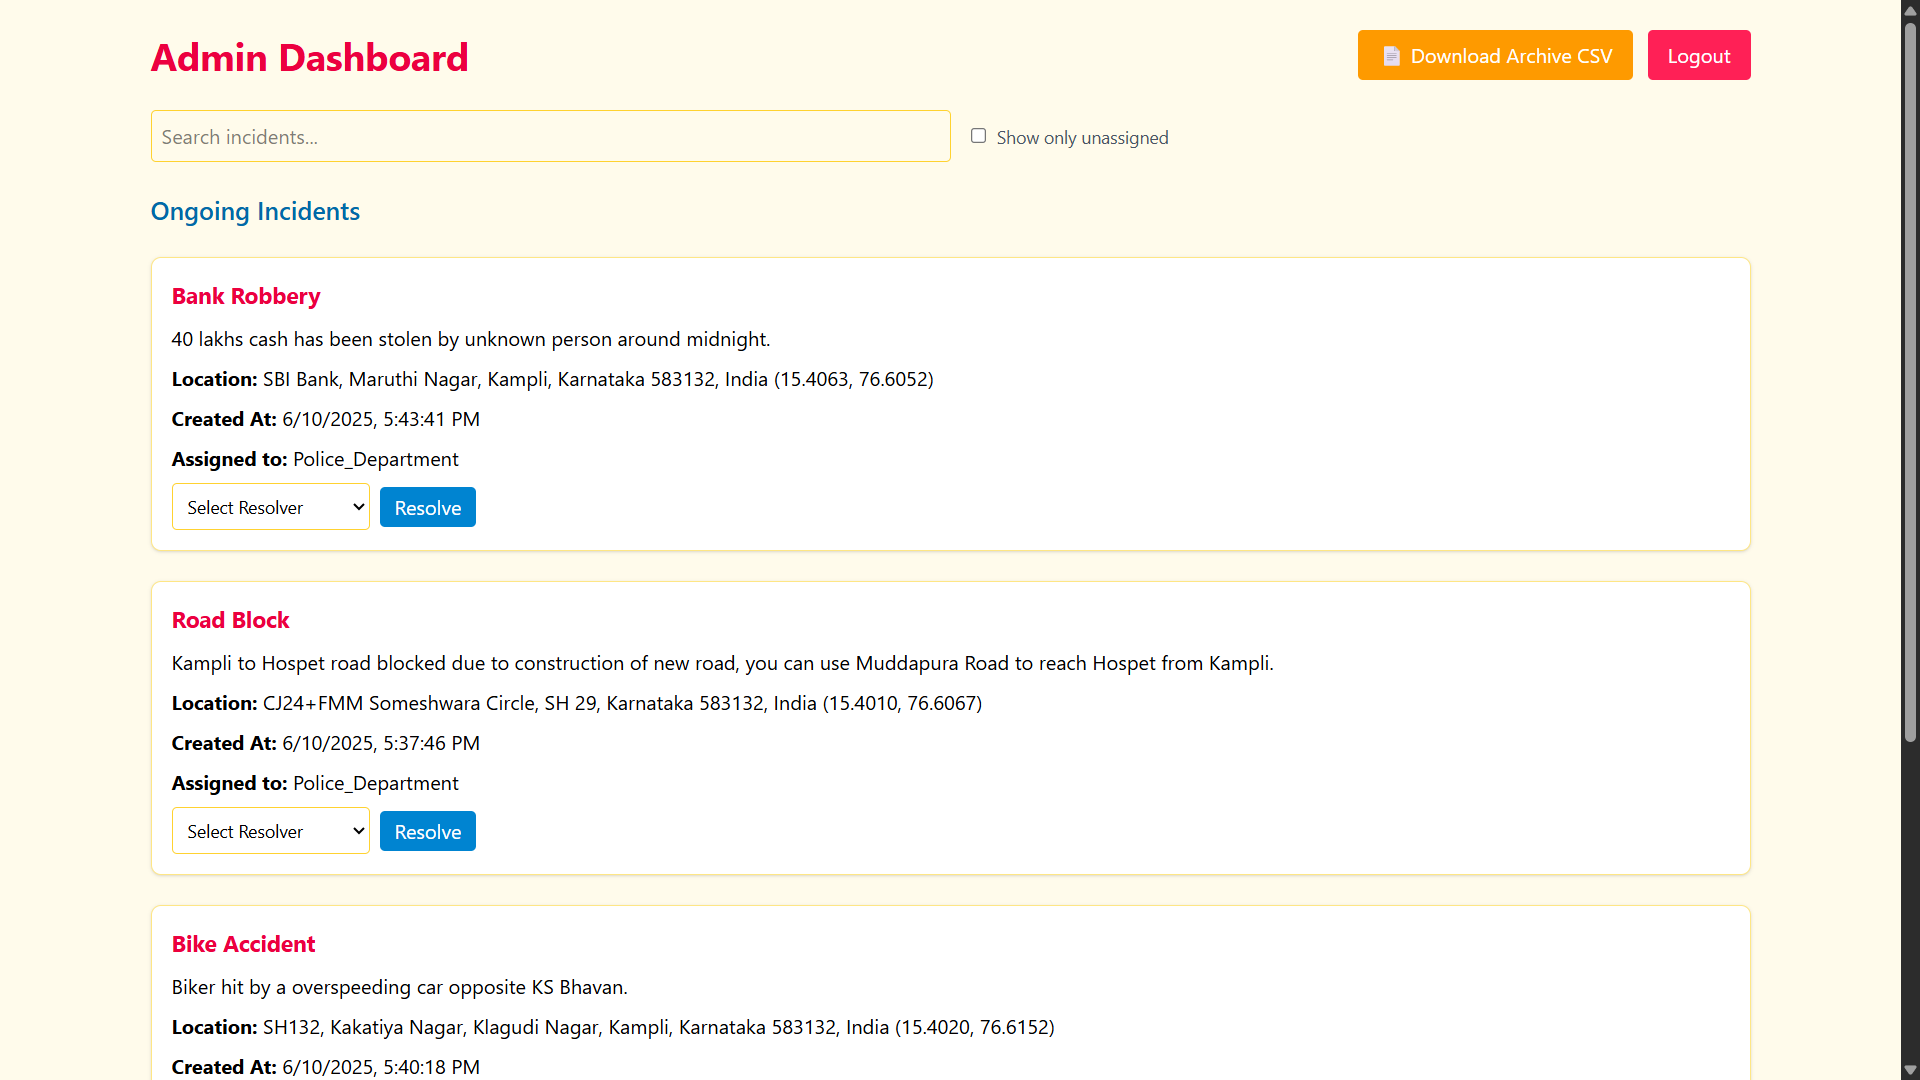 Admin Dashboard
Download Archive CSV
Logout
Search incidents...
Show only unassigned
Ongoing Incidents
Bank Robbery
40 lakhs cash has been stolen by unknown person around midnight.
Location: SBI Bank, Maruthi Nagar, Kampli, Karnataka 583132, India (15.4063, 76.6052)
Created At: 6/10/2025, 5:43:41 PM
Assigned to: Police_Department
Select Resolver
Resolve
Road Block
Kampli to Hospet road blocked due to construction of new road, you can use Muddapura Road to reach Hospet from Kampli.
Location: CJ24+FMM Someshwara Circle, SH 29, Karnataka 583132, India (15.4010, 76.6067)
Created At: 6/10/2025, 5:37:46 PM
Assigned to: Police_Department
Select Resolver
Resolve
Bike Accident
Biker hit by a overspeeding car opposite KS Bhavan.
Location: SH132, Kakatiya Nagar, Klagudi Nagar, Kampli, Karnataka 583132, India (15.4020, 76.6152)
Created At: 6/10/2025, 5:40:18 PM